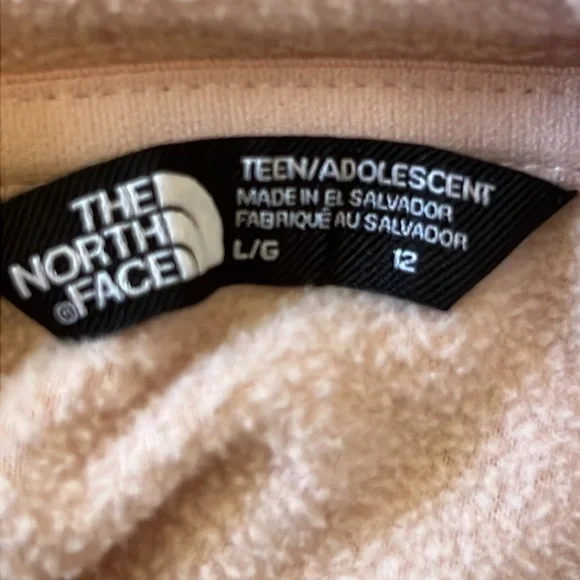 THE
NORTH
FACE
®
TEEN/ADOLESCENT
MADE IN EL SALVADOR
FABRIQUÉ AU SALVADOR
L/G 12